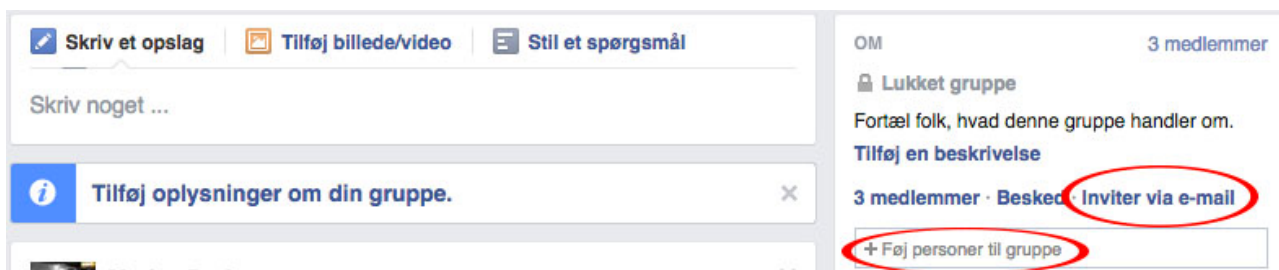 Skriv et opslag
Tilføj billede/video
Stil et spørgsmål
Skriv noget ...
Tilføj oplysninger om din gruppe.
OM
3 medlemmer
Lukket gruppe
Fortæl folk, hvad denne gruppe handler om.
Tilføj en beskrivelse
3 medlemmer · Besked · Inviter via e-mail
+ Føj personer til gruppe